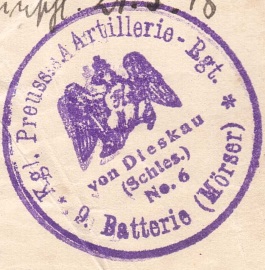 * Kgl. Preuss. A Artillerie-Rgt. *
von Dieskau
(Schles.)
No. 6
9. Batterie (Mörser)